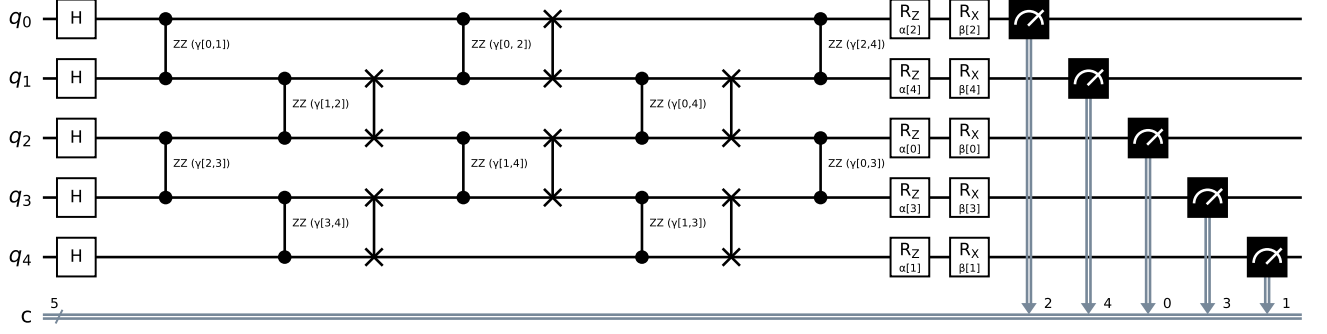 q0 H ZZ (γ[0,1]) ZZ (γ[0, 2]) ZZ (γ[2,4]) RZ α[2] RX β[2]
q1 H ZZ (γ[1,2]) ZZ (γ[0,4]) RZ α[4] RX β[4]
q2 H ZZ (γ[2,3]) ZZ (γ[1,4]) ZZ (γ[0,3]) RZ α[0] RX β[0]
q3 H ZZ (γ[3,4]) ZZ (γ[1,3]) RZ α[3] RX β[3]
q4 H RZ α[1] RX β[1]
c 5 2 4 0 3 1